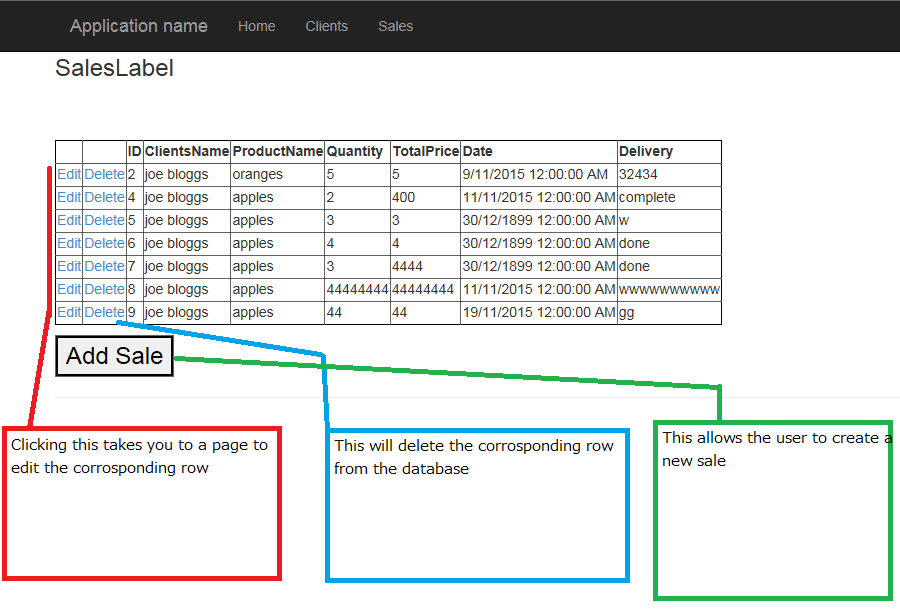 Application name Home Clients Sales
SalesLabel
ID ClientsName ProductName Quantity TotalPrice Date Delivery
Edit Delete 2 joe bloggs oranges 5 5 9/11/2015 12:00:00 AM 32434
Edit Delete 4 joe bloggs apples 2 400 11/11/2015 12:00:00 AM complete
Edit Delete 5 joe bloggs apples 3 3 30/12/1899 12:00:00 AM w
Edit Delete 6 joe bloggs apples 4 4 30/12/1899 12:00:00 AM done
Edit Delete 7 joe bloggs apples 3 4444 30/12/1899 12:00:00 AM done
Edit Delete 8 joe bloggs apples 44444444 44444444 11/11/2015 12:00:00 AM wwwwwwwwww
Edit Delete 9 joe bloggs apples 44 44 19/11/2015 12:00:00 AM gg
Add Sale
Clicking this takes you to a page to
edit the corrosponding row
This will delete the corrosponding row
from the database
This allows the user to create a
new sale